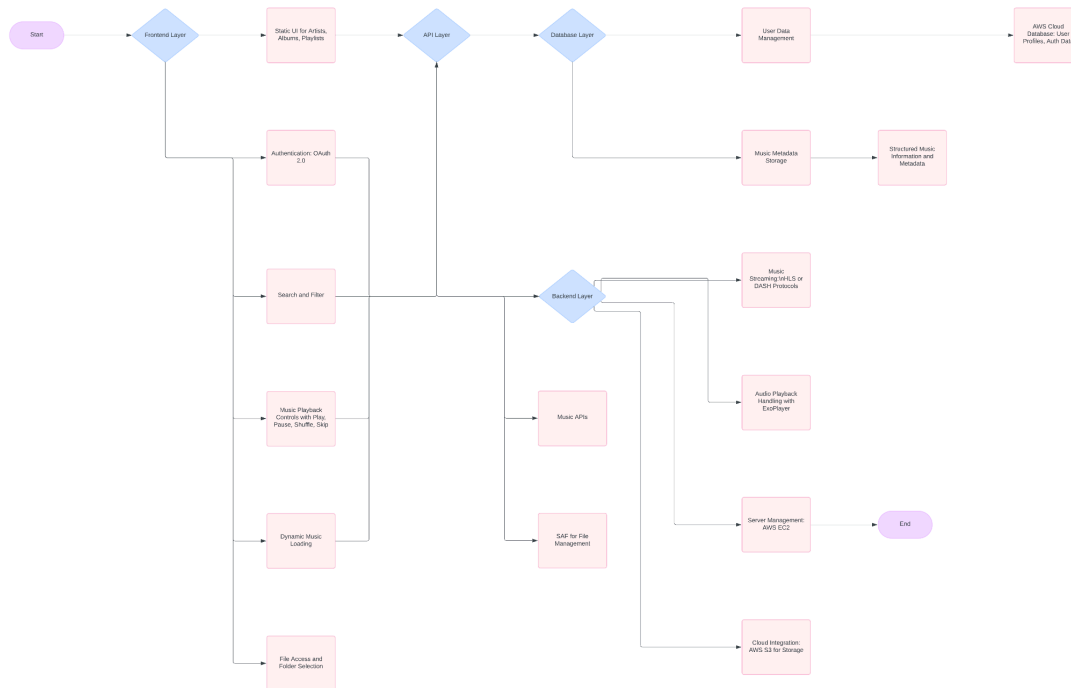 Start
Frontend Layer
Static UI for Artists,
Albums, Playlists
API Layer
Database Layer
User Data
Management
AWS Cloud
Database: User
Profiles, Auth Dat
Authentication: OAuth
2.0
Music Metadata
Storage
Structured Music
Information and
Metadata
Search and Filter
Backend Layer
Music
Streaming:\nHLS or
DASH Protocols
Music Playback
Controls with Play,
Pause, Shuffle, Skip
Music APIs
Audio Playback
Handling with
ExoPlayer
Dynamic Music
Loading
SAF for File
Management
Server Management:
AWS EC2
End
File Access and
Folder Selection
Cloud Integration:
AWS S3 for Storage